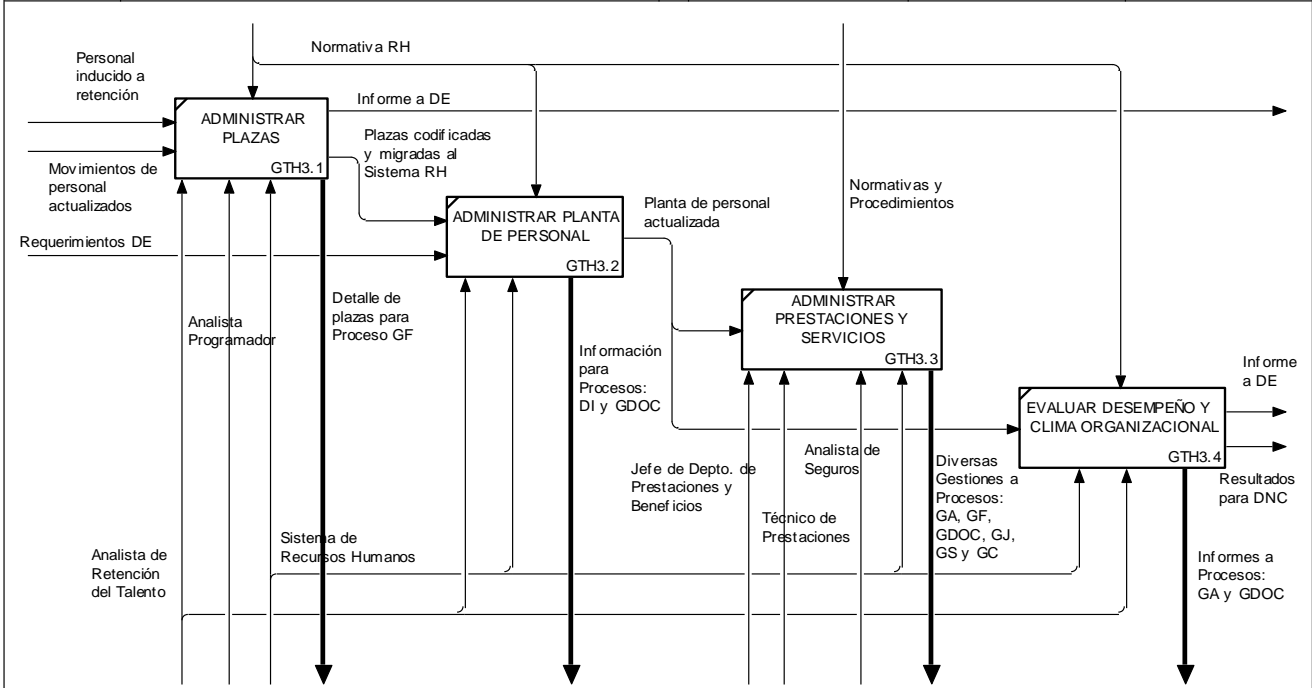 Normativa RH
Personal
inducido a
retención
Informe a DE
ADMINISTRAR
PLAZAS
GTH3.1
Plazas codificadas
y migradas al
Sistema RH
Movimientos de
personal
actualizados
Normativas y
Procedimientos
Planta de personal
actualizada
ADMINISTRAR PLANTA
DE PERSONAL
GTH3.2
Requerimientos DE
Detalle de
plazas para
Proceso GF
Analista
Programador
ADMINISTRAR
PRESTACIONES Y
SERVICIOS
GTH3.3
Información
para
Procesos:
DI y GDOC
Informe
a DE
EVALUAR DESEMPEÑO Y
CLIMA ORGANIZACIONAL
GTH3.4
Analista de
Seguros
Jefe de Depto. de
Prestaciones y
Beneficios
Diversas
Gestiones a
Procesos:
GA, GF,
GDOC, GJ,
GS y GC
Resultados
para DNC
Técnico de
Prestaciones
Sistema de
Recursos Humanos
Analista de
Retención
del Talento
Informes a
Procesos:
GA y GDOC